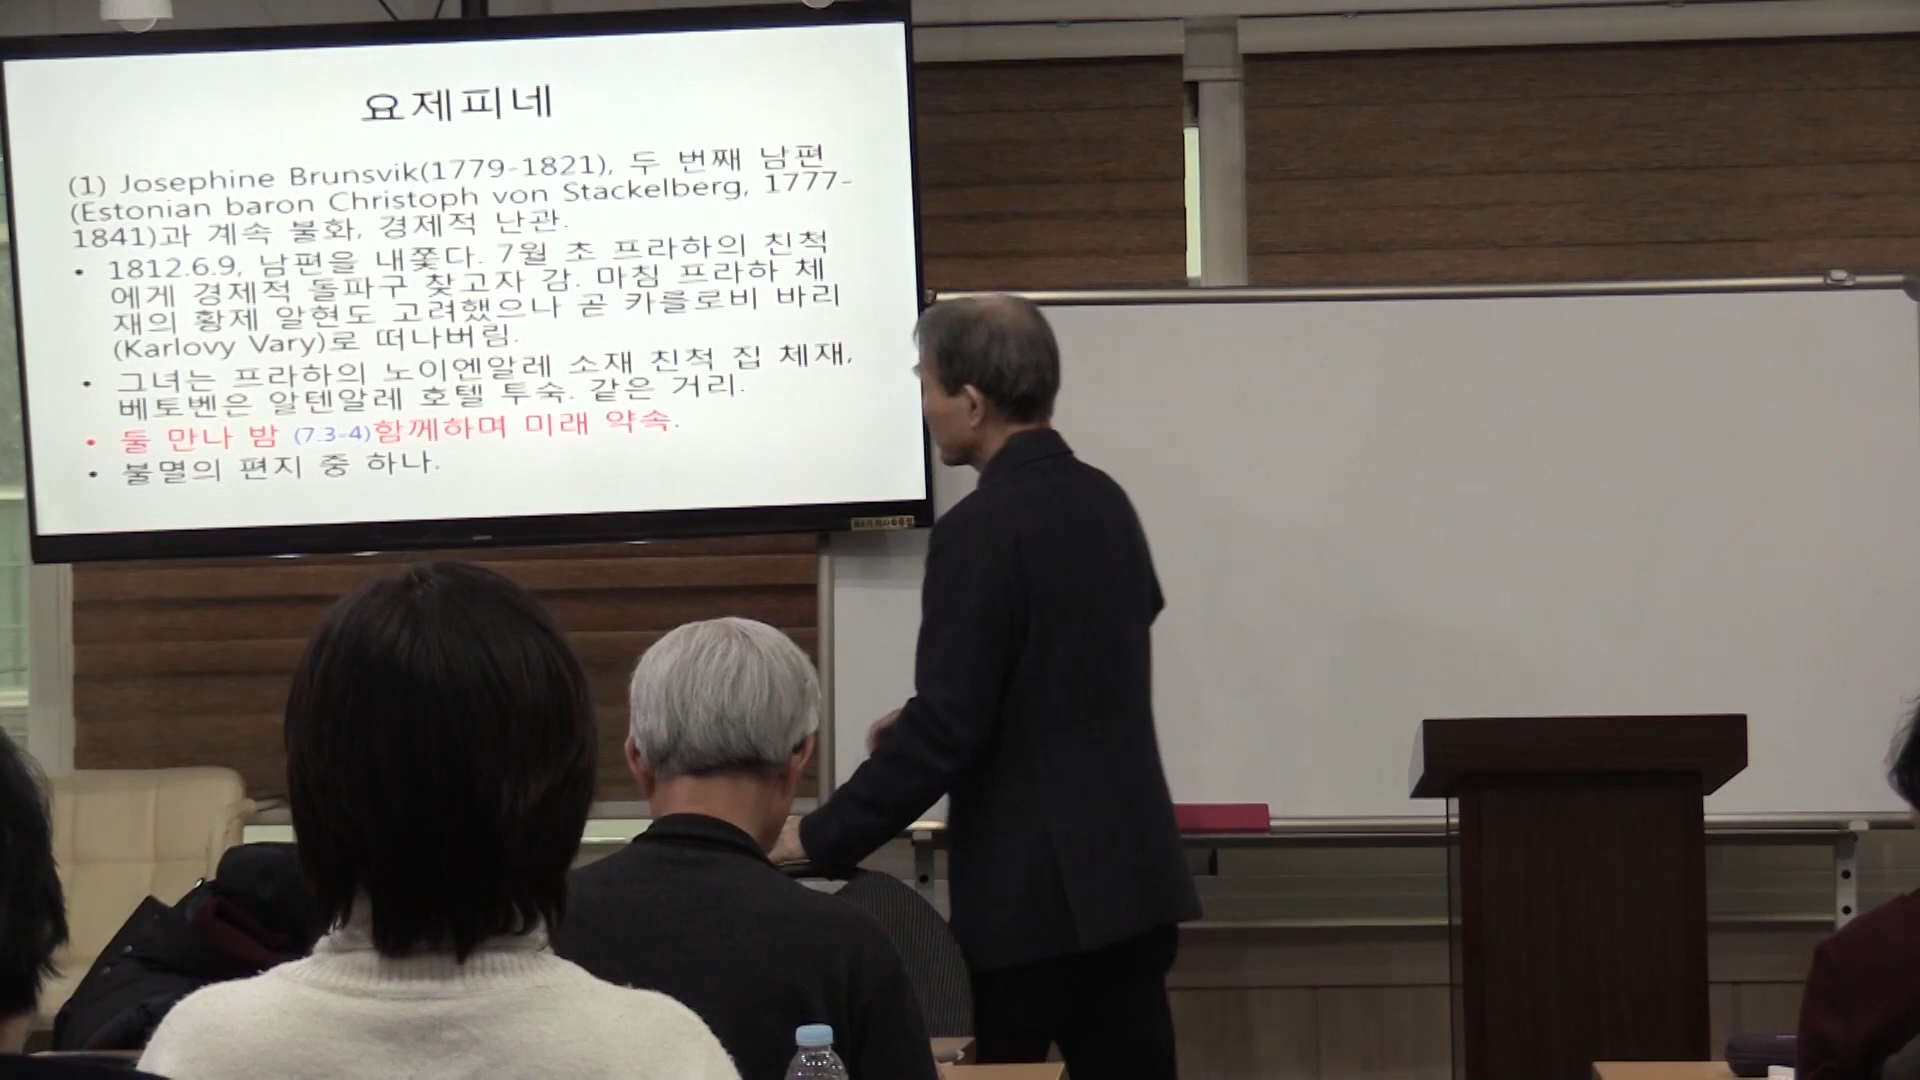 요제피네
(1) Josephine Brunsvik(1779-1821), 두 번째 남편
(Estonian baron Christoph von Stackelberg, 1777-
1841)과 계속 불화, 경제적 난관.
• 1812.6.9, 남편을 내쫓다. 7월 초 프라하의 친척
에게 경제적 돌파구 찾고자 감. 마침 프라하 체
재의 황제 알현도 고려했으나 곧 카를로비 바리
(Karlovy Vary)로 떠나버림.
• 그녀는 프라하의 노이엔알레 소재 친척 집 체재,
베토벤은 알텐알레 호텔 투숙. 같은 거리.
• 둘 만나 밤 (7.3-4)함께하며 미래 약속.
• 불멸의 편지 중 하나.